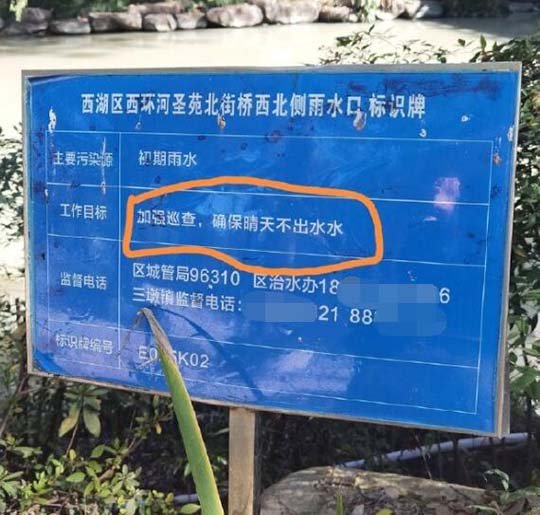 西湖区西环河圣苑北街桥西北侧雨水口 标识牌
主要污染源 初期雨水
工作目标 加强巡查，确保晴天不出水水
监督电话 区城管局96310 区治水办18 6
三墩镇监督电话： 21 88
标识牌编号 E0 5K02